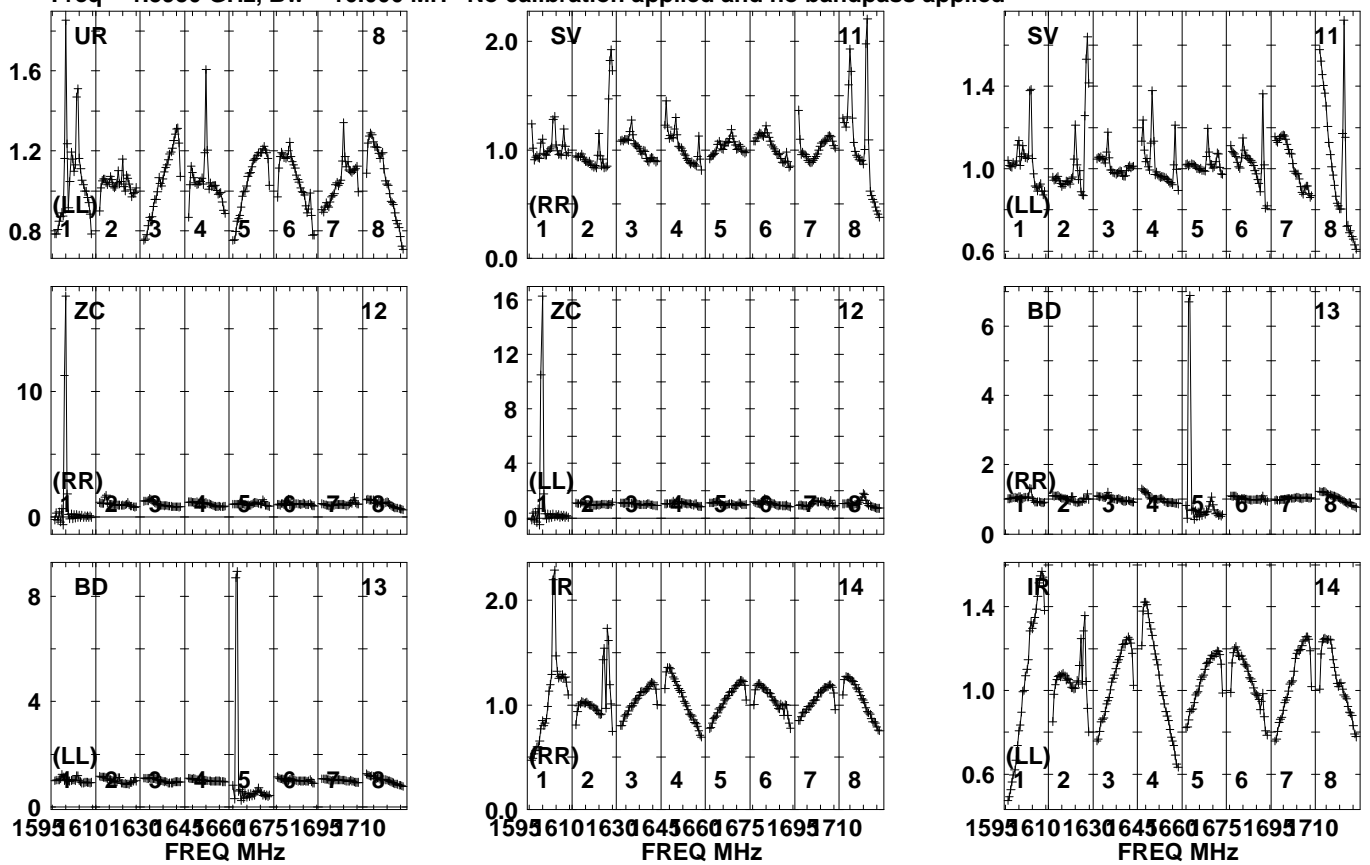 No calibration applied and no bandpass applied
UR 8 SV 11 SV 11
1.6 2.0 1.4
1.4
1.2 1.0 1.0
1.0
0.8 0.0 0.6
(LL) (RR) (LL)
1 2 3 4 5 6 7 8 1 2 3 4 5 6 7 8 1 2 3 4 5 6 7 8
ZC 12 ZC 12 BD 13
10 16 6
12
8 4
4 2
0 0 0
(RR) (LL) (RR)
1 2 3 4 5 6 7 8 1 2 3 4 5 6 7 8 1 2 3 4 5 6 7 8
BD 13 IR 14 IR 14
8 2.0 1.4
4 1.0 1.0
0 0.0 0.6
(LL) (RR) (LL)
1 2 3 4 5 6 7 8 1 2 3 4 5 6 7 8 1 2 3 4 5 6 7 8
1595 1610 1630 1645 1660 1675 1695 1710 1595 1610 1630 1645 1660 1675 1695 1710 1595 1610 1630 1645 1660 1675 1695 1710
FREQ MHz FREQ MHz FREQ MHz